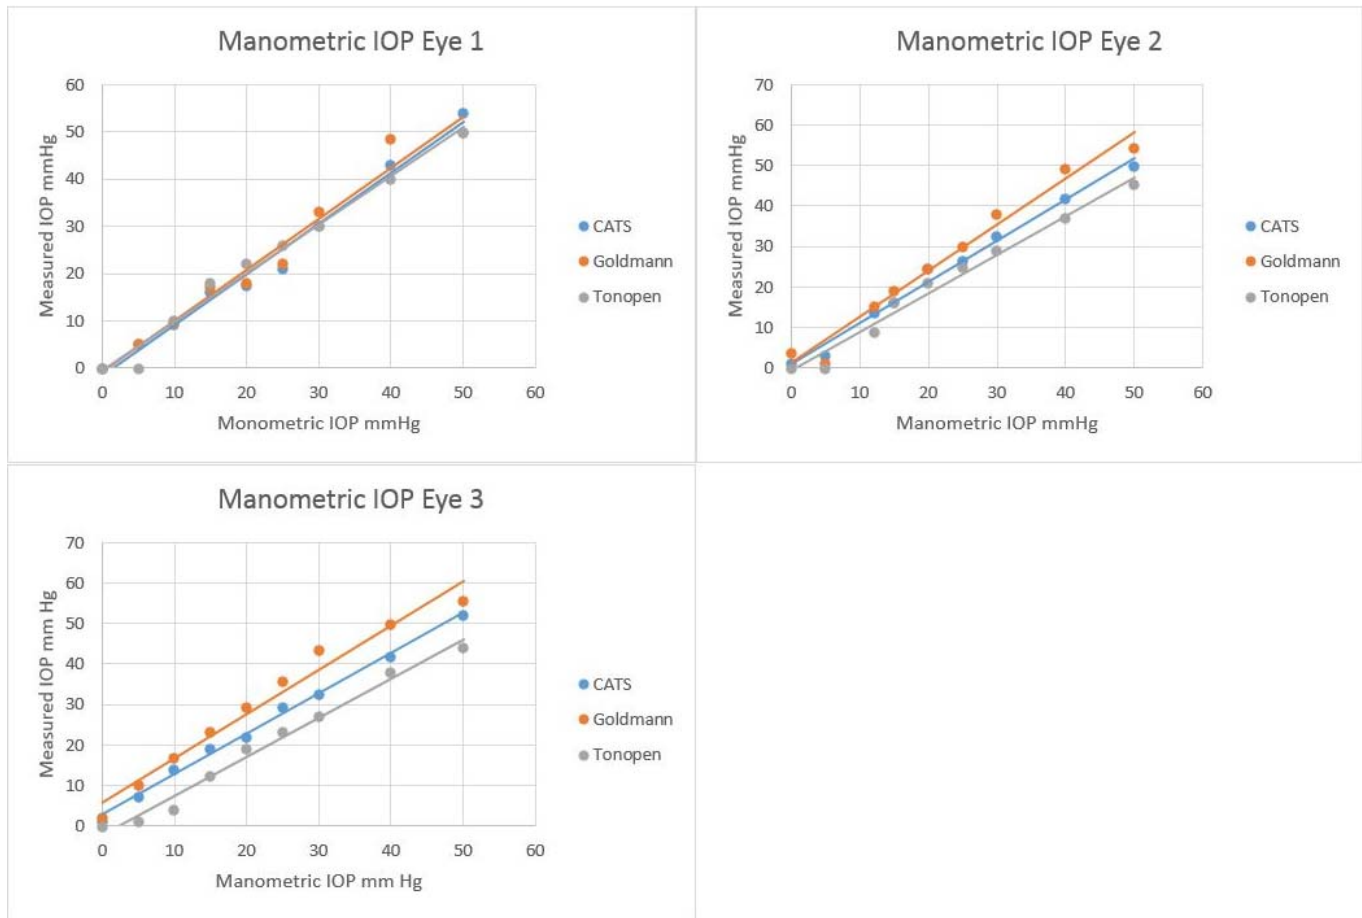 Manometric IOP Eye 1
Measured IOP mmHg
60
50
40
30
20
10
0
0 10 20 30 40 50 60
Monometric IOP mmHg
CATS
Goldmann
Tonopen
Manometric IOP Eye 2
Measured IOP mmHg
70
60
50
40
30
20
10
0
0 10 20 30 40 50 60
Manometric IOP mmHg
CATS
Goldmann
Tonopen
Manometric IOP Eye 3
Measured IOP mm Hg
70
60
50
40
30
20
10
0
0 10 20 30 40 50 60
Manometric IOP mm Hg
CATS
Goldmann
Tonopen